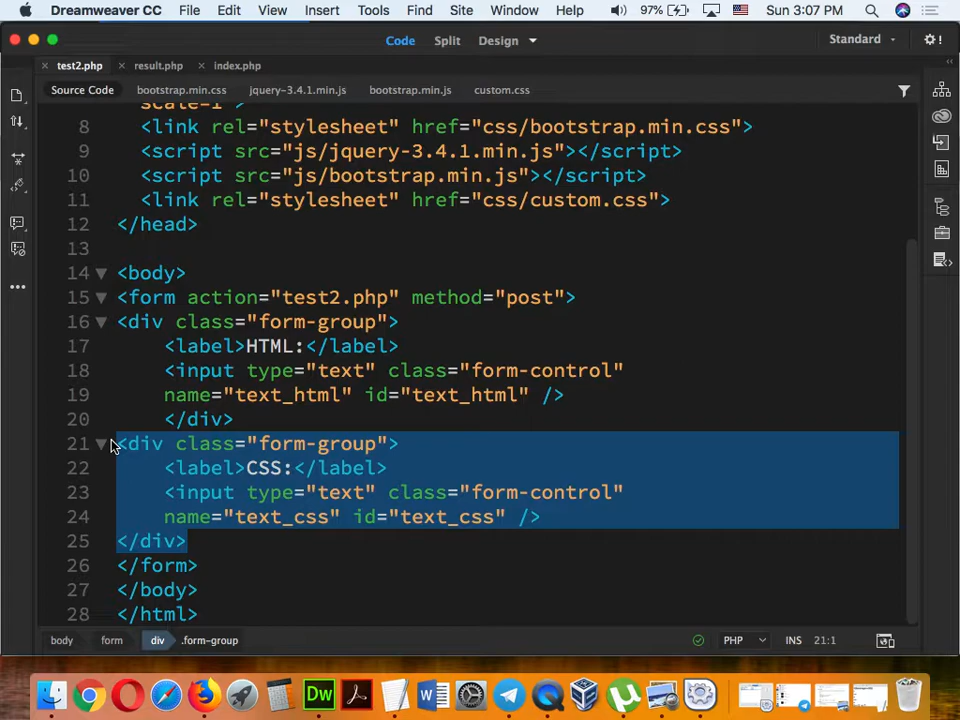 Dreamweaver CC File Edit View Insert Tools Find Site Window Help 97% Sun 3:07 PM
Code Split Design Standard
test2.php result.php index.php
Source Code bootstrap.min.css jquery-3.4.1.min.js bootstrap.min.js custom.css
scale=1">
8 <link rel="stylesheet" href="css/bootstrap.min.css">
9 <script src="js/jquery-3.4.1.min.js"></script>
10 <script src="js/bootstrap.min.js"></script>
11 <link rel="stylesheet" href="css/custom.css">
12 </head>
13
14 <body>
15 <form action="test2.php" method="post">
16 <div class="form-group">
17 <label>HTML:</label>
18 <input type="text" class="form-control"
19 name="text_html" id="text_html" />
20 </div>
21 <div class="form-group">
22 <label>CSS:</label>
23 <input type="text" class="form-control"
24 name="text_css" id="text_css" />
25 </div>
26 </form>
27 </body>
28 </html>
body form div .form-group PHP INS 21:1
Dw W